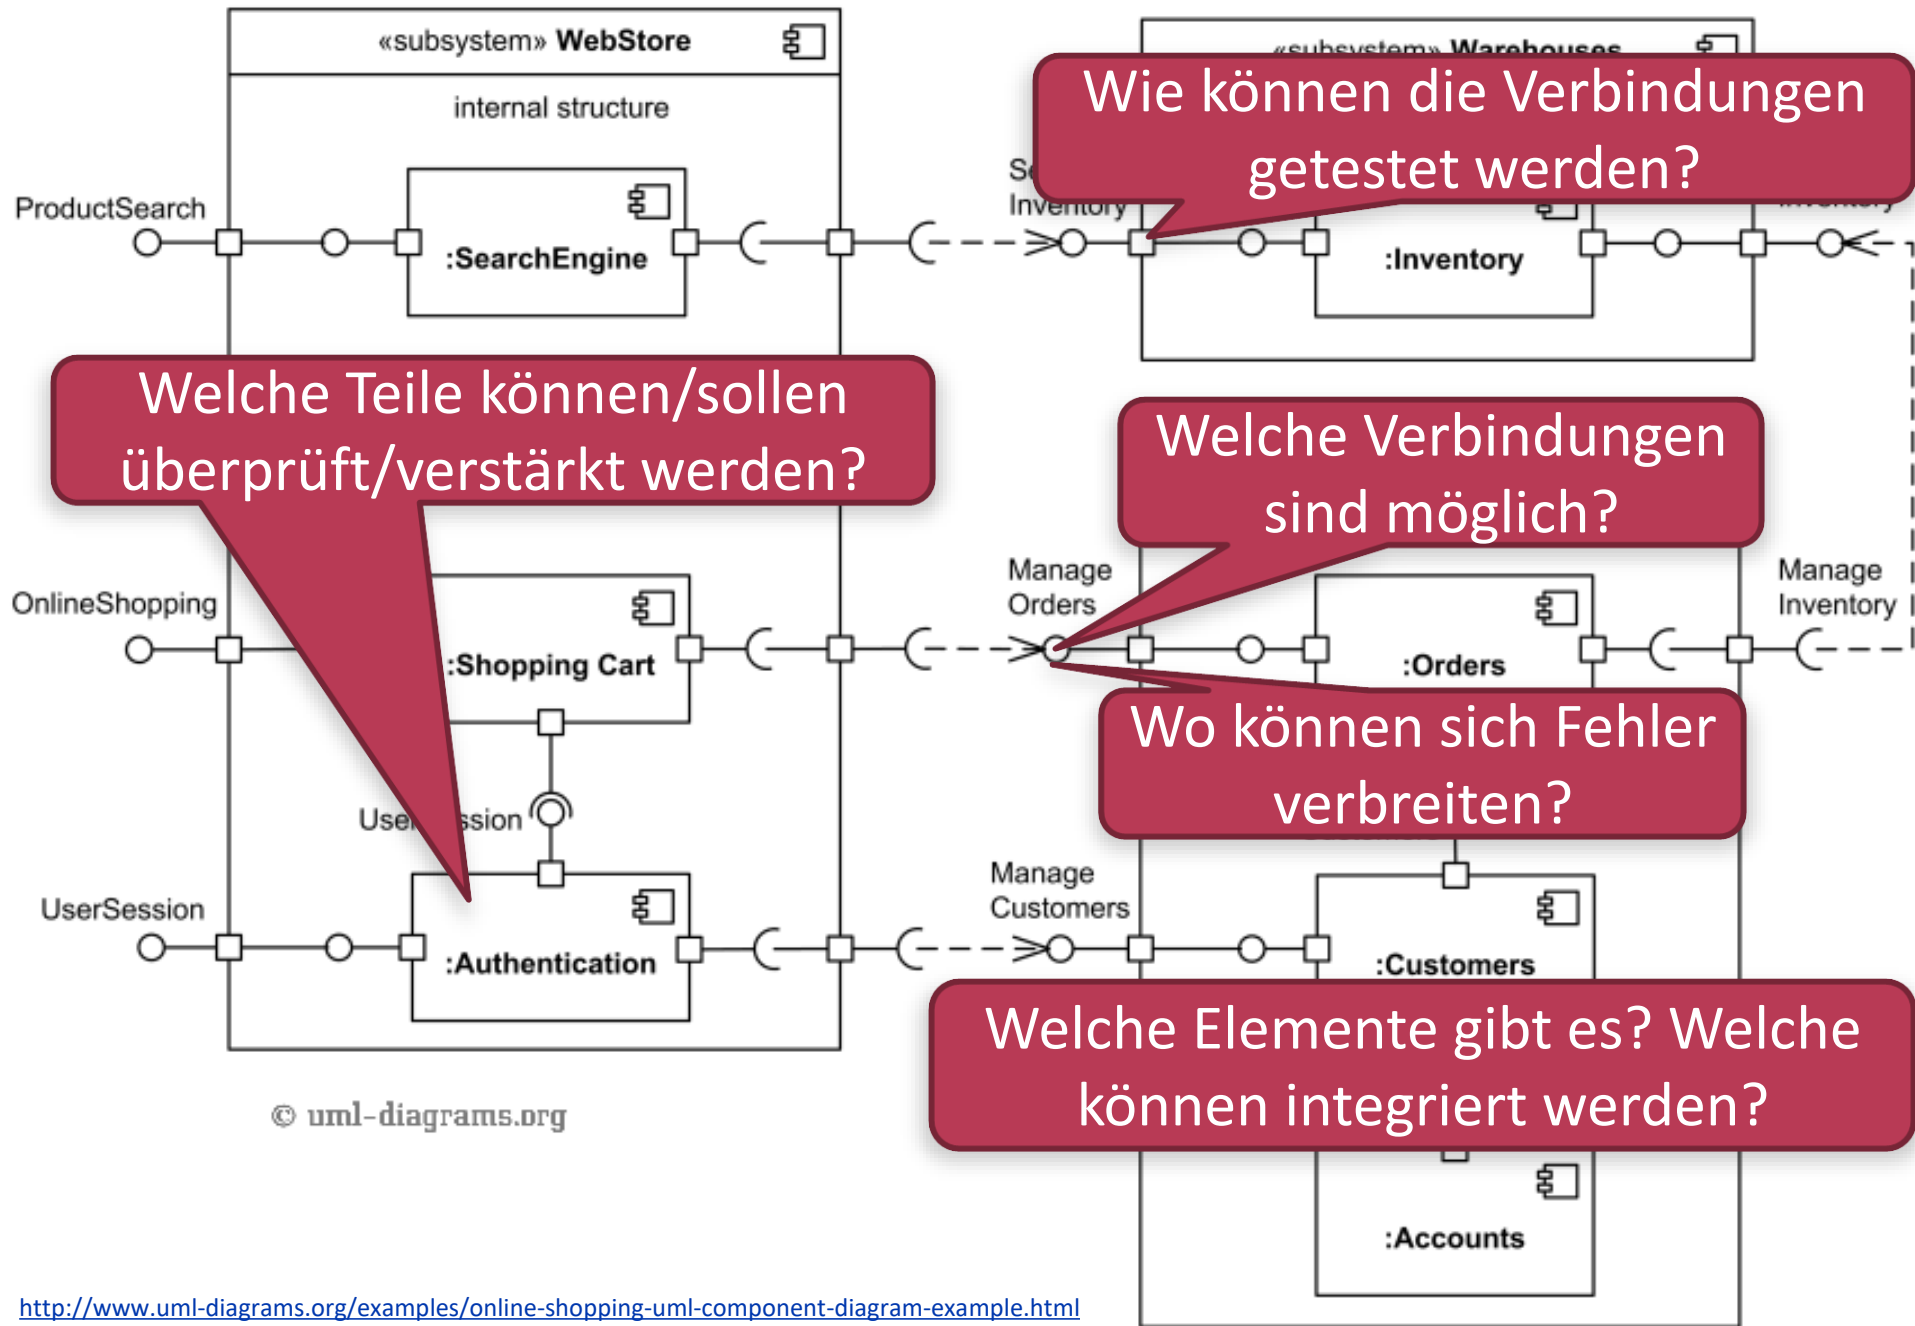 «subsystem» WebStore
«subsystem» Warehouses
internal structure
Wie können die Verbindungen
getestet werden?
ProductSearch
Inventory
:SearchEngine
:Inventory
Welche Teile können/sollen
überprüft/verstärkt werden?
Welche Verbindungen
sind möglich?
OnlineShopping
Manage
Orders
Manage
Inventory
:Shopping Cart
:Orders
Wo können sich Fehler
verbreiten?
UserSession
Manage
Customers
:Authentication
:Customers
Welche Elemente gibt es? Welche
können integriert werden?
© uml-diagrams.org
:Accounts
http://www.uml-diagrams.org/examples/online-shopping-uml-component-diagram-example.html